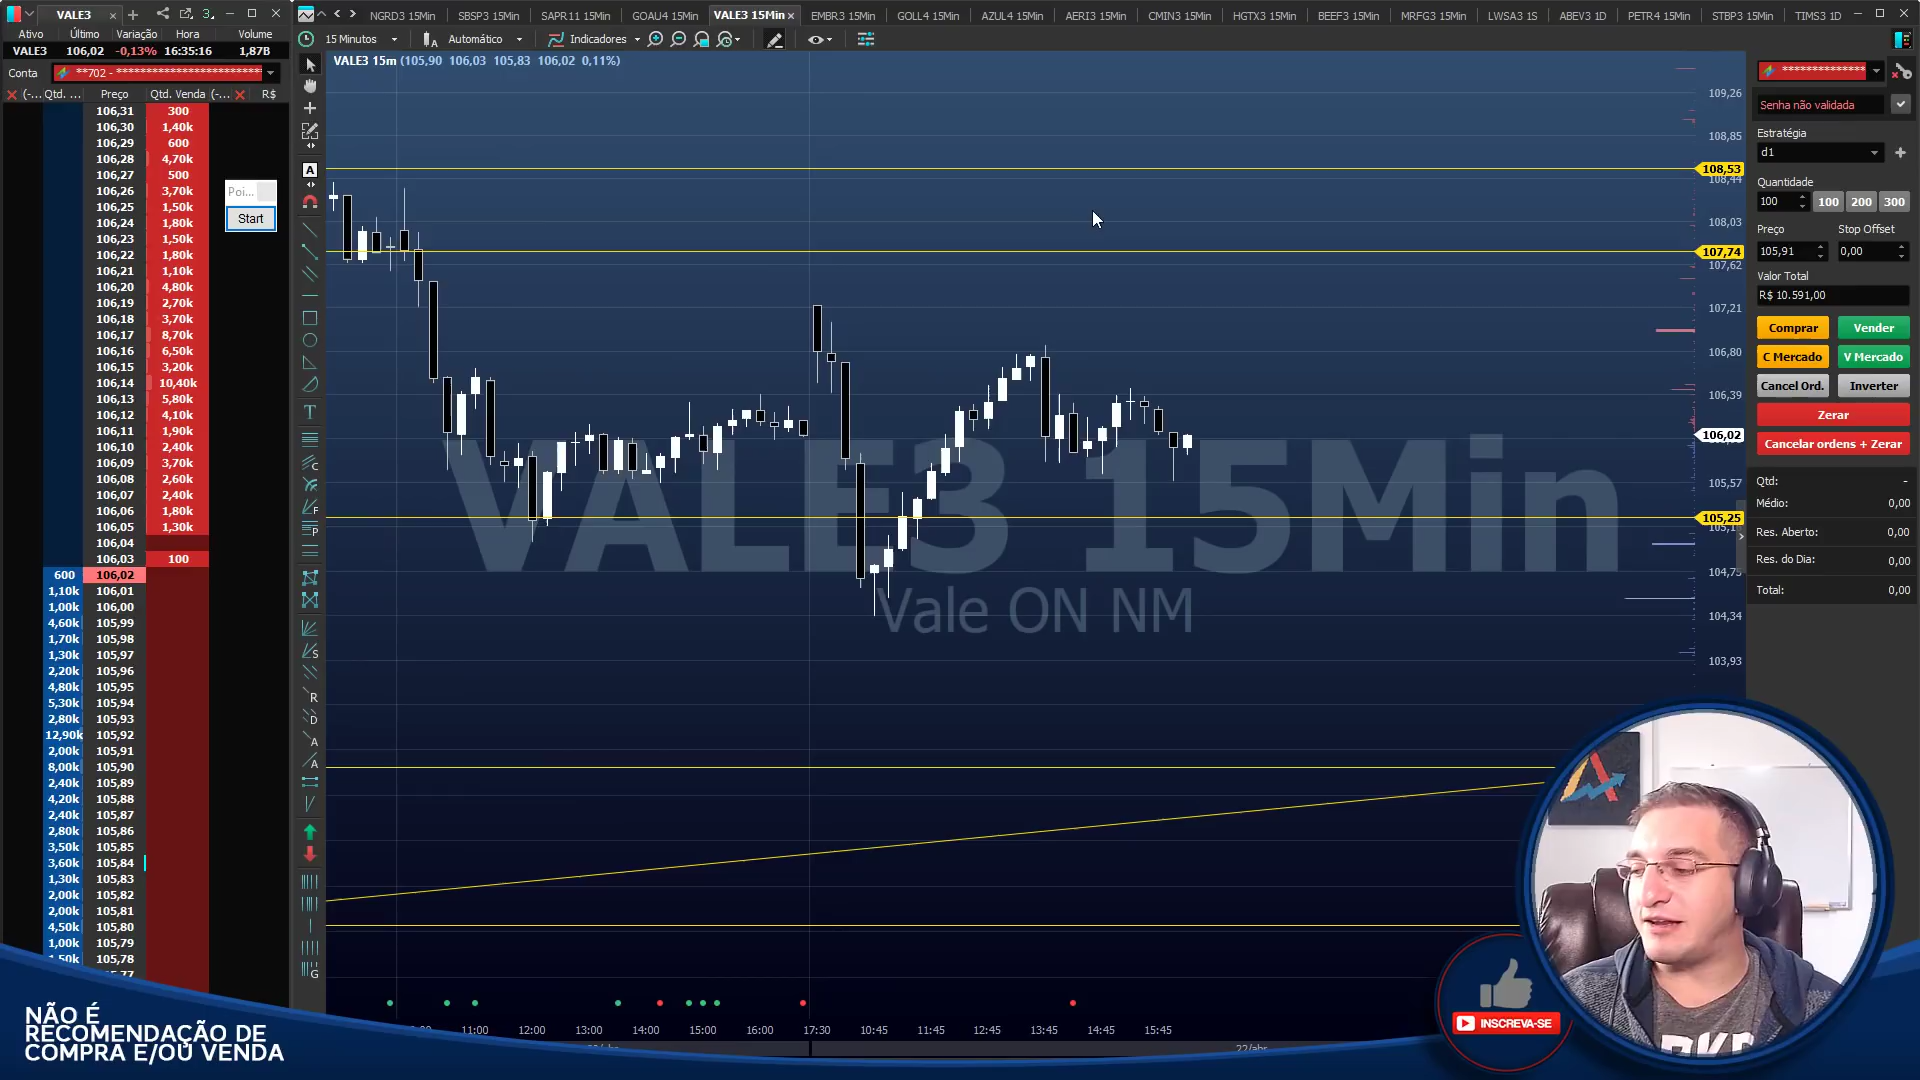 VALE3
NGRD3 15Min
SBSP3 15Min
SAPR11 15Min
GOAU4 15Min
VALE3 15Min
EMBR3 15Min
GOLL4 15Min
AZUL4 15Min
AERI3 15Min
CMIN3 15Min
HGTX3 15Min
BEEF3 15Min
MRFG3 15Min
LWSA3 1S
ABEV3 1D
PETR4 15Min
STBP3 15Min
TIMS3 1D
Ativo Último Variação Hora Volume
VALE3 106,02 -0,13% 16:35:16 1,87B
15 Minutos
Automático
Indicadores
Conta **702 - **************************
(-... Qtd. ... Preço Qtd. Venda (-... R$
106,31 300
106,30 1,40k
106,29 600
106,28 4,70k
106,27 500
106,26 3,70k
106,25 1,50k
106,24 1,80k
106,23 1,50k
106,22 1,80k
106,21 1,10k
106,20 4,80k
106,19 2,70k
106,18 3,70k
106,17 8,70k
106,16 6,50k
106,15 3,20k
106,14 10,40k
106,13 5,80k
106,12 4,10k
106,11 1,90k
106,10 2,40k
106,09 3,70k
106,08 2,60k
106,07 2,40k
106,06 1,80k
106,05 1,30k
106,04
106,03 100
600 106,02
1,10k 106,01
1,00k 106,00
4,60k 105,99
1,70k 105,98
1,30k 105,97
2,20k 105,96
4,80k 105,95
5,30k 105,94
2,80k 105,93
12,90k 105,92
2,00k 105,91
8,00k 105,90
2,40k 105,89
4,20k 105,88
2,40k 105,87
2,80k 105,86
3,50k 105,85
3,60k 105,84
1,30k 105,83
2,00k 105,82
2,00k 105,81
4,50k 105,80
1,00k 105,79
1,50k 105,78
Poi...
Start
VALE3 15m (105,90 106,03 105,83 106,02 0,11%)
VALE3 15Min
Vale ON NM
109,26
108,85
108,53
108,44
108,03
107,74
107,62
107,21
106,80
106,39
106,02
105,57
105,25
104,75
104,34
103,93
11:00 12:00 13:00 14:00 15:00 16:00 17:30 10:45 11:45 12:45 13:45 14:45 15:45
22/abr
***************
Senha não validada
Estratégia
d1
Quantidade
100 100 200 300
Preço Stop Offset
105,91 0,00
Valor Total
R$ 10.591,00
Comprar Vender
C Mercado V Mercado
Cancel Ord. Inverter
Zerar
Cancelar ordens + Zerar
Qtd: -
Médio: 0,00
Res. Aberto: 0,00
Res. do Dia: 0,00
Total: 0,00
NÃO É
RECOMENDAÇÃO DE
COMPRA E/OU VENDA
INSCREVA-SE